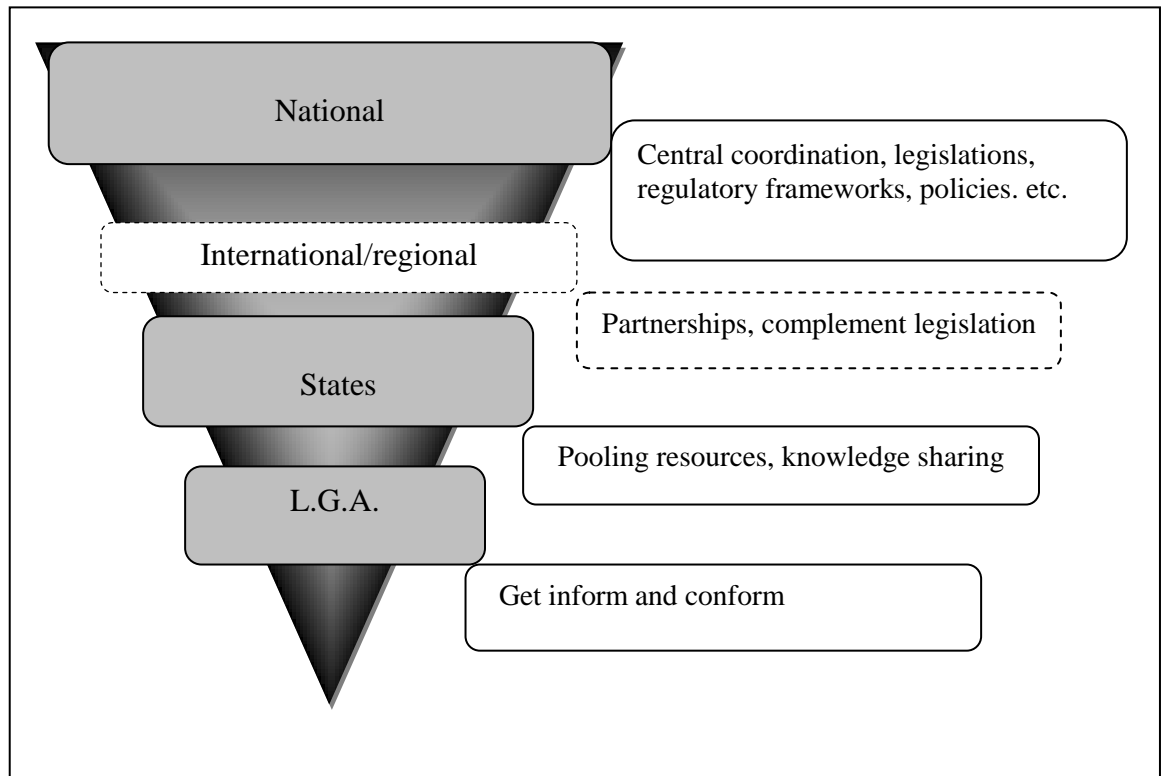 National
Central coordination, legislations,
regulatory frameworks, policies. etc.
International/regional
Partnerships, complement legislation
States
Pooling resources, knowledge sharing
L.G.A.
Get inform and conform